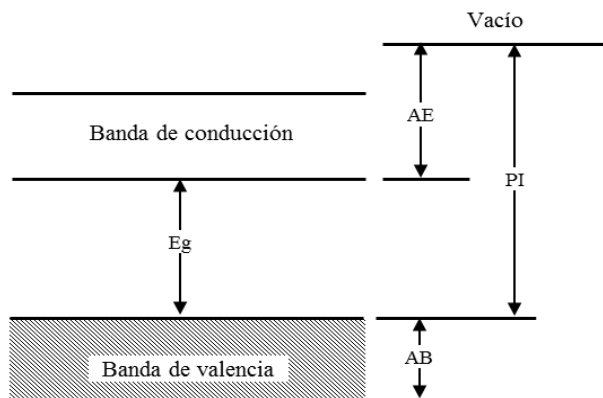 Vacío
Banda de conducción
AE
PI
Eg
Banda de valencia
AB